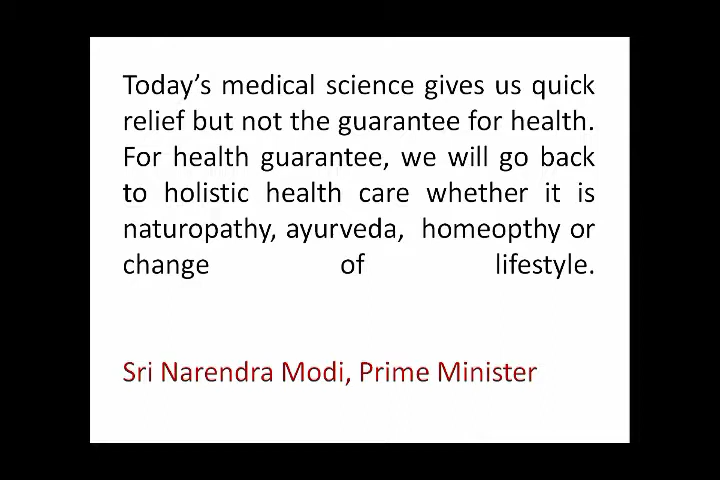 Today’s medical science gives us quick
relief but not the guarantee for health.
For health guarantee, we will go back
to holistic health care whether it is
naturopathy, ayurveda, homeopthy or
change of lifestyle.
Sri Narendra Modi, Prime Minister